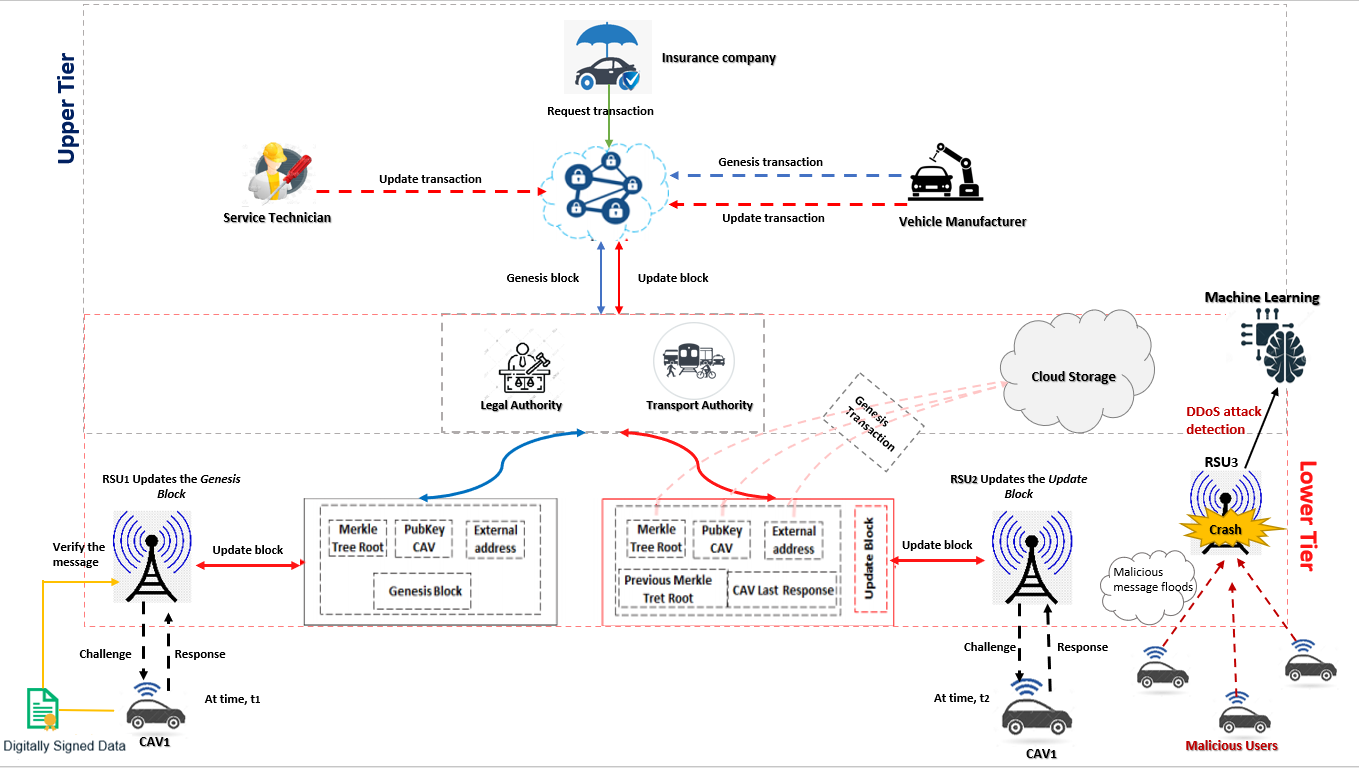 Upper Tier
Insurance company
Request transaction
Genesis transaction
Update transaction
Service Technician
Update transaction
Vehicle Manufacturer
Genesis block
Update block
Machine Learning
Legal Authority
Transport Authority
Cloud Storage
Genesis
Transaction
DDoS attack
detection
Lower Tier
RSU1 Updates the Genesis
Block
RSU2 Updates the Update
Block
RSU3
Crash
Verify the
message
Update block
Merkle
Tree Root
PubKey
CAV
External
address
Genesis Block
Merkle
Tree Root
PubKey
CAV
External
address
Previous Merkle
Tret Root
CAV Last Response
Update Block
Update block
Malicious
message floods
Challenge
Response
At time, t1
Digitally Signed Data
CAV1
Challenge
Response
At time, t2
CAV1
Malicious Users